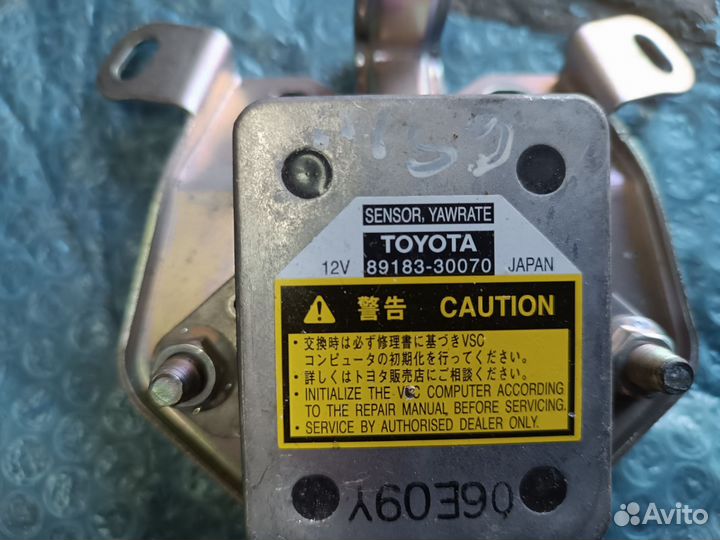 SENSOR, YAWRATE
TOYOTA
12V 89183-30070 JAPAN
警告 CAUTION
・交換時は必ず修理書に基づきVSC
コンピュータの初期化を行ってください。
・詳しくはトヨタ販売店にご相談ください。
・INITIALIZE THE VSC COMPUTER ACCORDING
TO THE REPAIR MANUAL, BEFORE SERVICING.
・SERVICE BY AUTHORISED DEALER ONLY.
06E09Y
Avito